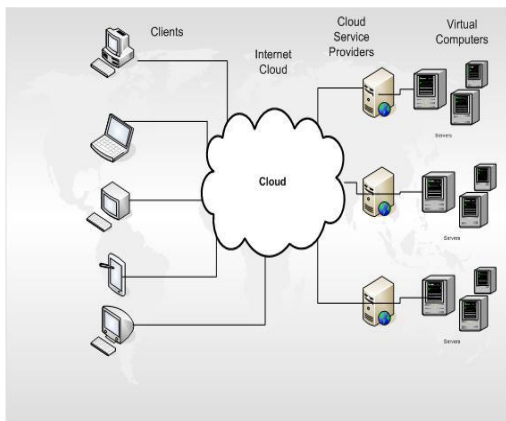 Clients
Internet
Cloud
Cloud
Service
Providers
Virtual
Computers
Cloud
Servers
Servers
Servers